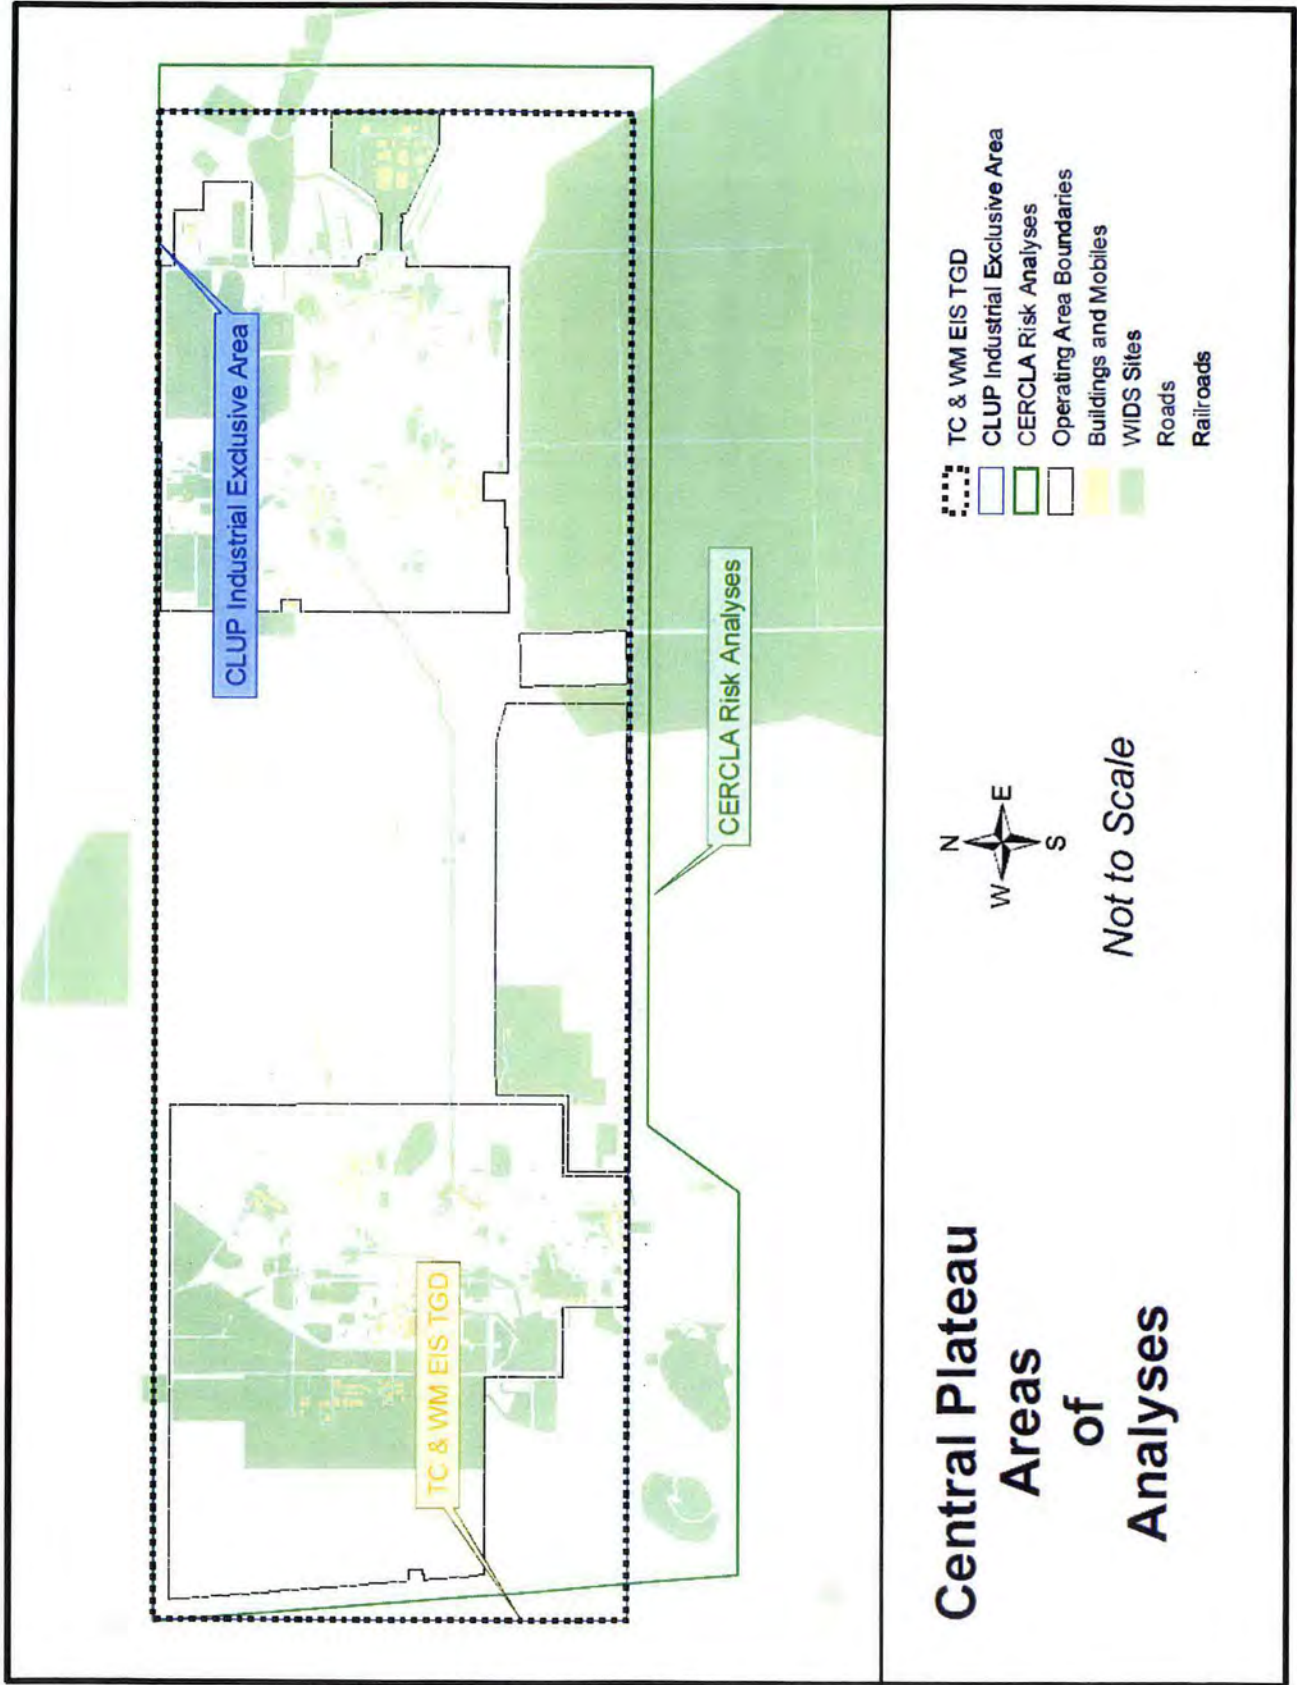 CLUP Industrial Exclusive Area
TC & WM EIS TGD
CERCLA Risk Analyses
Central Plateau
Areas
of
Analyses
N
W
E
S
Not to Scale
TC & WM EIS TGD
CLUP Industrial Exclusive Area
CERCLA Risk Analyses
Operating Area Boundaries
Buildings and Mobiles
WIDS Sites
Roads
Railroads